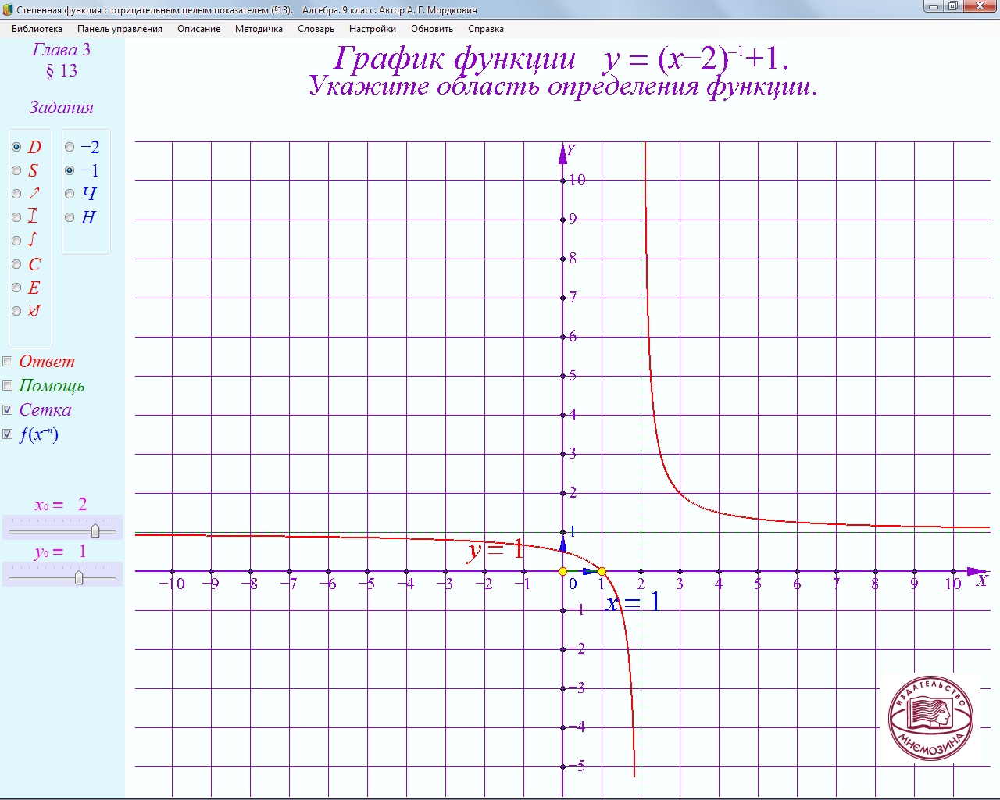 Степенная функция с отрицательным целым показателем (§13). Алгебра. 9 класс. Автор А. Г. Мордкович
Библиотека Панель управления Описание Методичка Словарь Настройки Обновить Справка
Глава 3
§ 13
Задания
D
S
C
E
−2
−1
Ч
Н
Ответ
Помощь
Сетка
f(x⁻ⁿ)
x₀ = 2
y₀ = 1
График функции y = (x−2)⁻¹+1.
Укажите область определения функции.
Y
10
9
8
7
6
5
4
3
2
1
y = 1
−10 −9 −8 −7 −6 −5 −4 −3 −2 −1 0 1 2 3 4 5 6 7 8 9 10 X
x = 1
−1
−2
−3
−4
−5
ИЗДАТЕЛЬСТВО
МНЕМОЗИНА